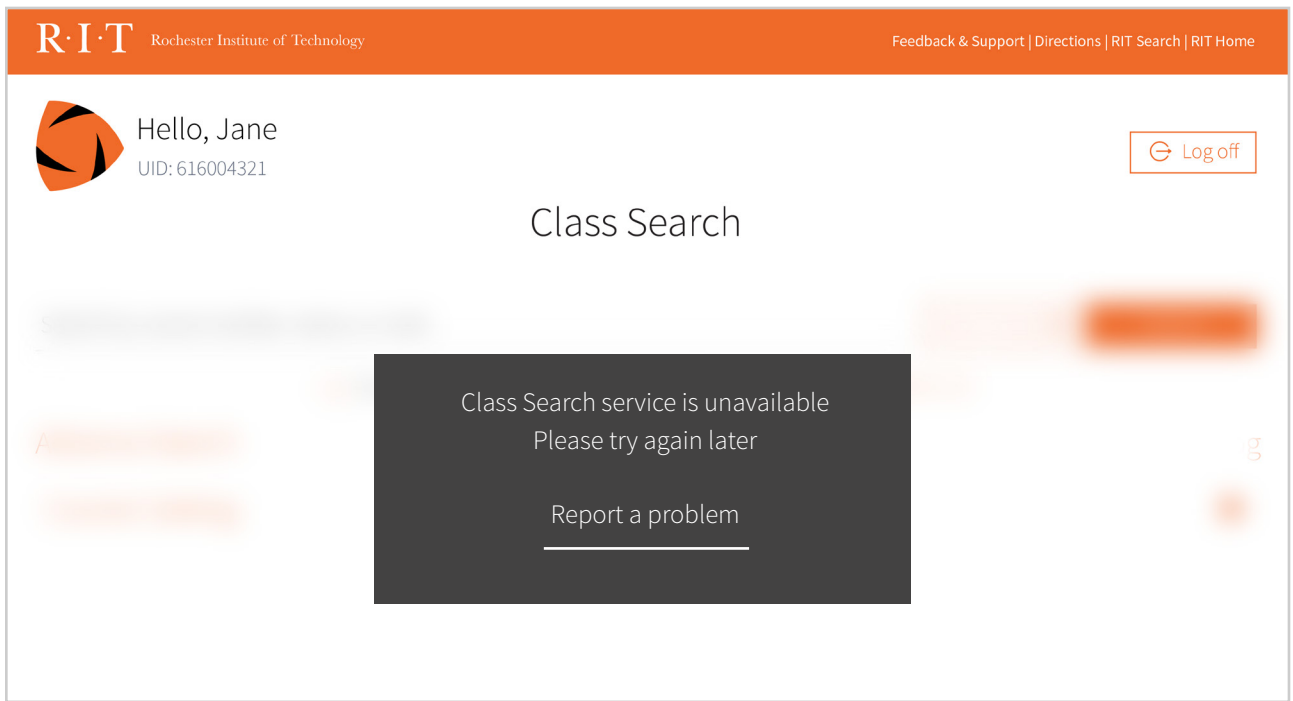 R·I·T Rochester Institute of Technology
Feedback & Support | Directions | RIT Search | RIT Home
Hello, Jane
UID: 616004321
Log off
Class Search
Class Search service is unavailable
Please try again later
Report a problem